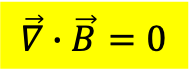 ∇⃗ · B⃗ = 0